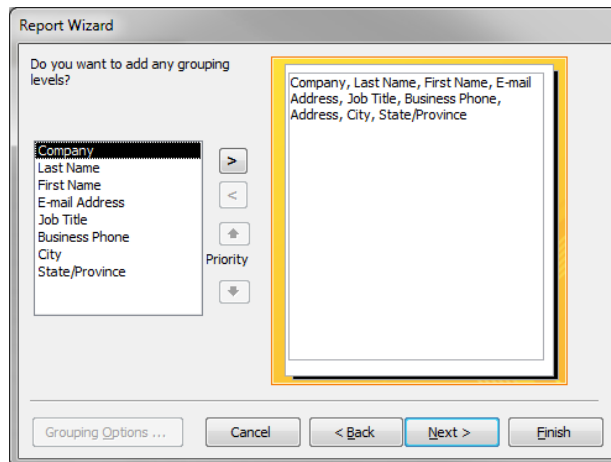 Report Wizard
Do you want to add any grouping
levels?
Company
Last Name
First Name
E-mail Address
Job Title
Business Phone
City
State/Province
>
<
Priority
Company, Last Name, First Name, E-mail
Address, Job Title, Business Phone,
Address, City, State/Province
Grouping Options ...
Cancel
< Back
Next >
Finish